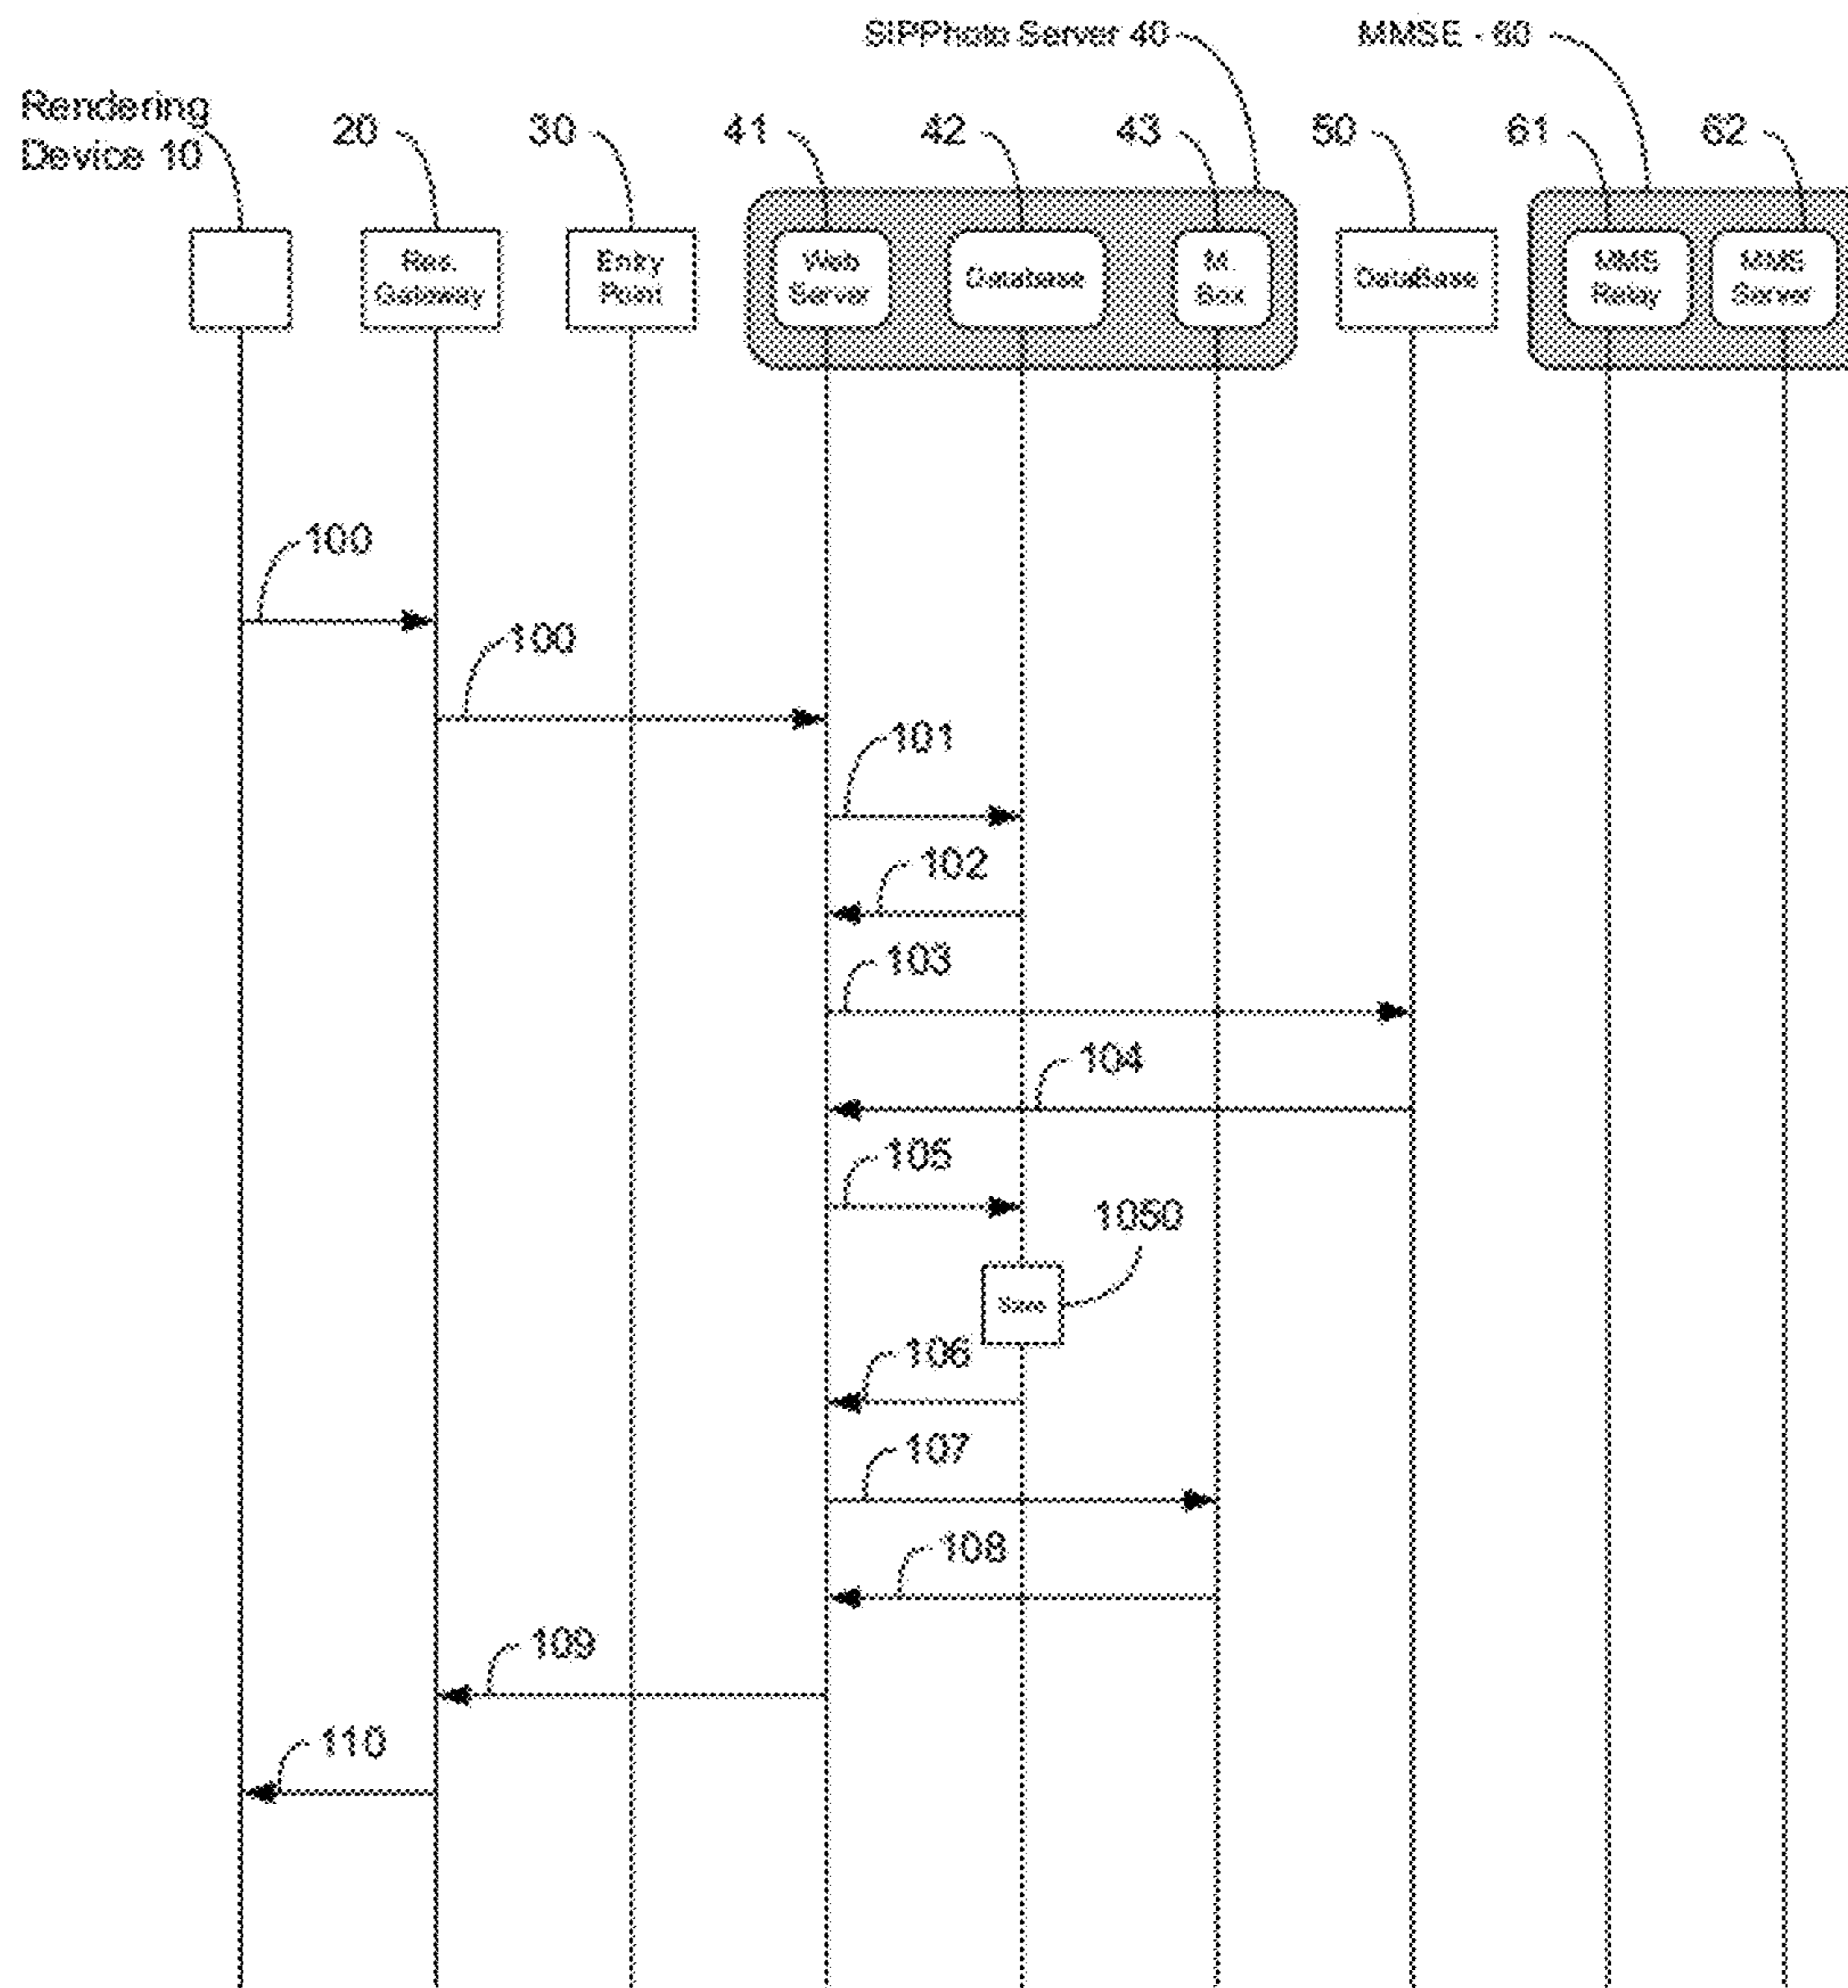 SIPPhoto Server 40
MMSE - 60
Rendering
Device 10
20
30
41
42
43
50
61
62
Res.
Gateway
Entry
Point
Web
Server
Database
M.
Box
DataBase
MMS
Relay
MMS
Server
100
100
101
102
103
104
105
1050
Save
106
107
108
109
110